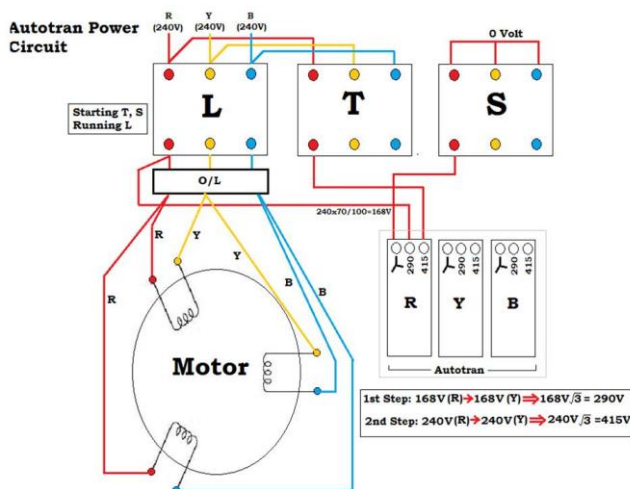 Autotran Power
Circuit
R
(240V)
Y
(240V)
B
(240V)
0 Volt
L
T
S
Starting T, S
Running L
O/L
240x70/100=168V
R
Y
Y
R
B
B
Motor
290
415
290
415
290
415
R
Y
B
Autotran
1st Step: 168V(R)→168V(Y)⇒168V√3 = 290V
2nd Step: 240V(R)→240V(Y)⇒240V√3 =415V